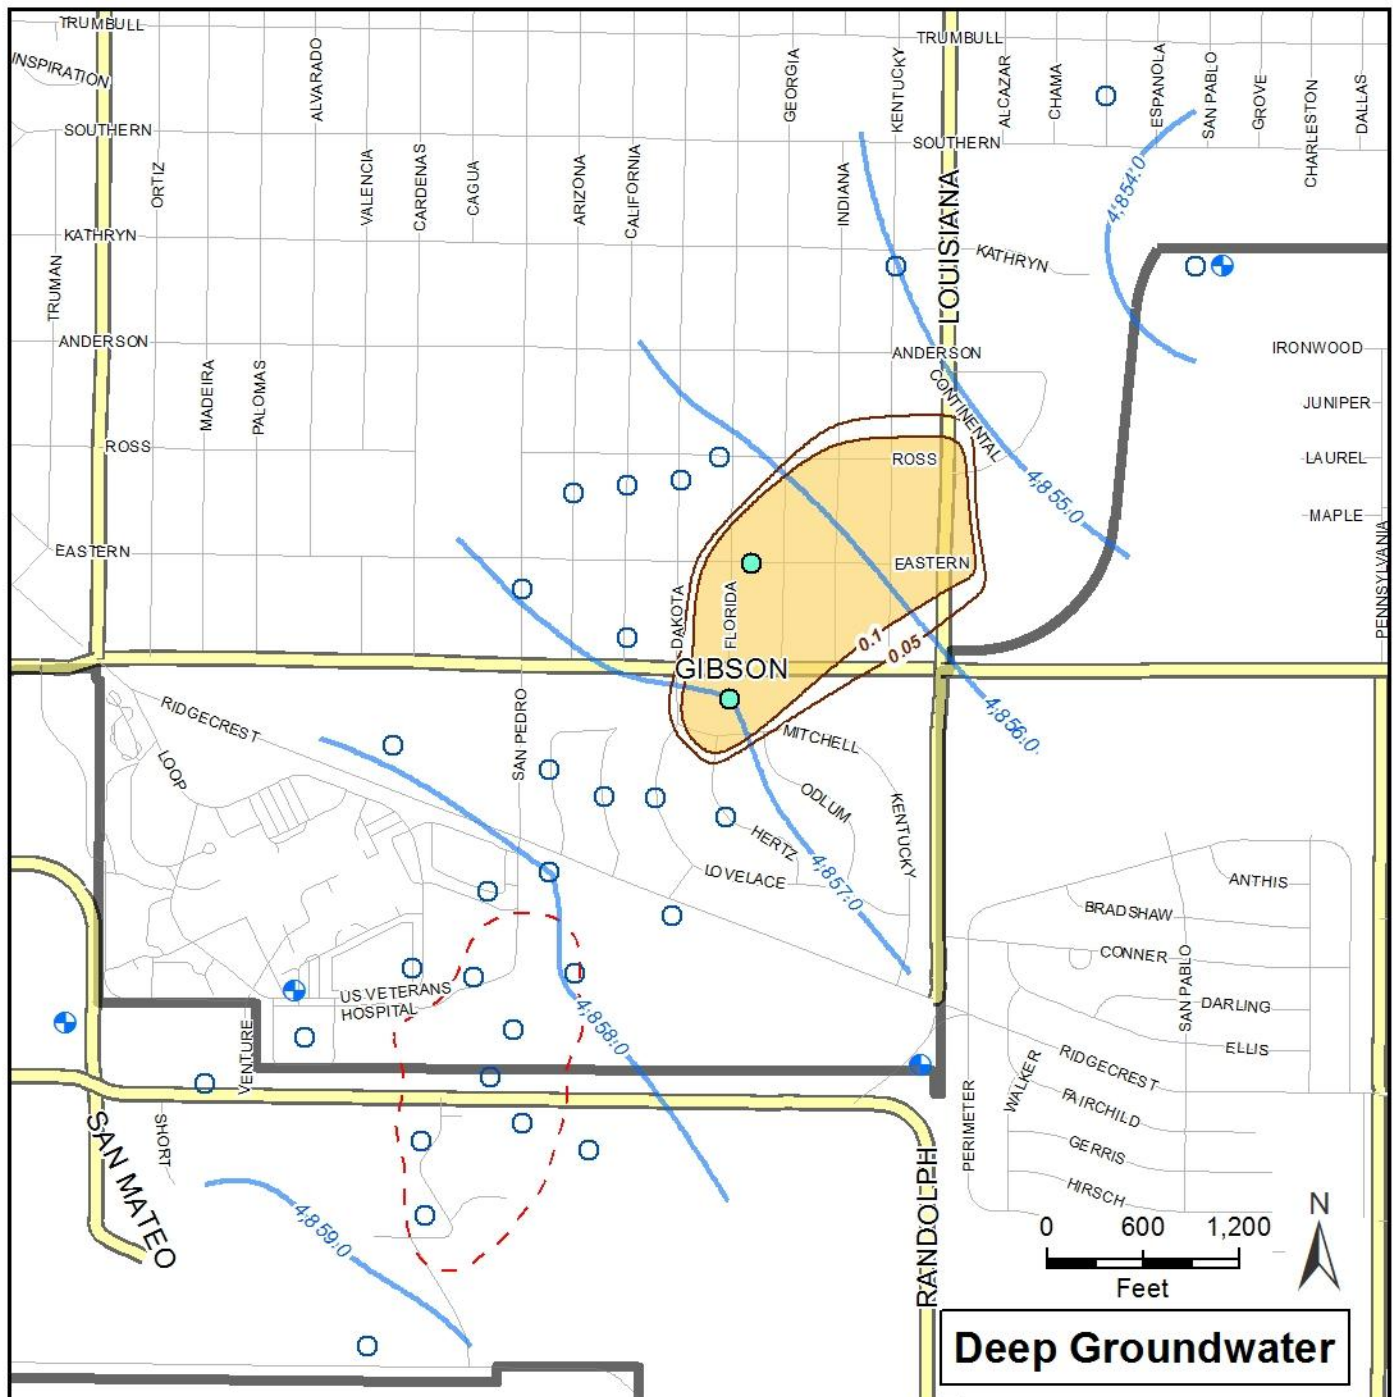 TRUMBULL
TRUMBULL
INSPIRATION
ALVARADO
GEORGIA
KENTUCKY
ALCAZAR
CHAMA
ESPANOLA
SAN PABLO
GROVE
CHARLESTON
DALLAS
SOUTHERN
SOUTHERN
ORTIZ
VALENCIA
CARDENAS
CAGUA
ARIZONA
CALIFORNIA
INDIANA
LOUISIANA
4,854.0
KATHRYN
KATHRYN
TRUMAN
ANDERSON
ANDERSON
IRONWOOD
MADEIRA
PALOMAS
CONTINENTAL
JUNIPER
ROSS
ROSS
LAUREL
4,855.0
MAPLE
EASTERN
EASTERN
PENNSYLVANIA
DAKOTA
FLORIDA
0.1
0.05
GIBSON
RIDGECREST
SAN PEDRO
4,856.0
MITCHELL
LOOP
ODLUM
KENTUCKY
HERTZ
LOVELACE
4,857.0
ANTHIS
BRADSHAW
CONNER
SAN PABLO
US VETERANS
HOSPITAL
DARLING
4,858.0
VENTURE
ELLIS
RIDGECREST
WALKER
PERIMETER
FAIRCHILD
SHORT
GERRIS
SAN MATEO
HIRSCH
RANDOLPH
4,859.0
N
0 600 1,200
Feet
Deep Groundwater